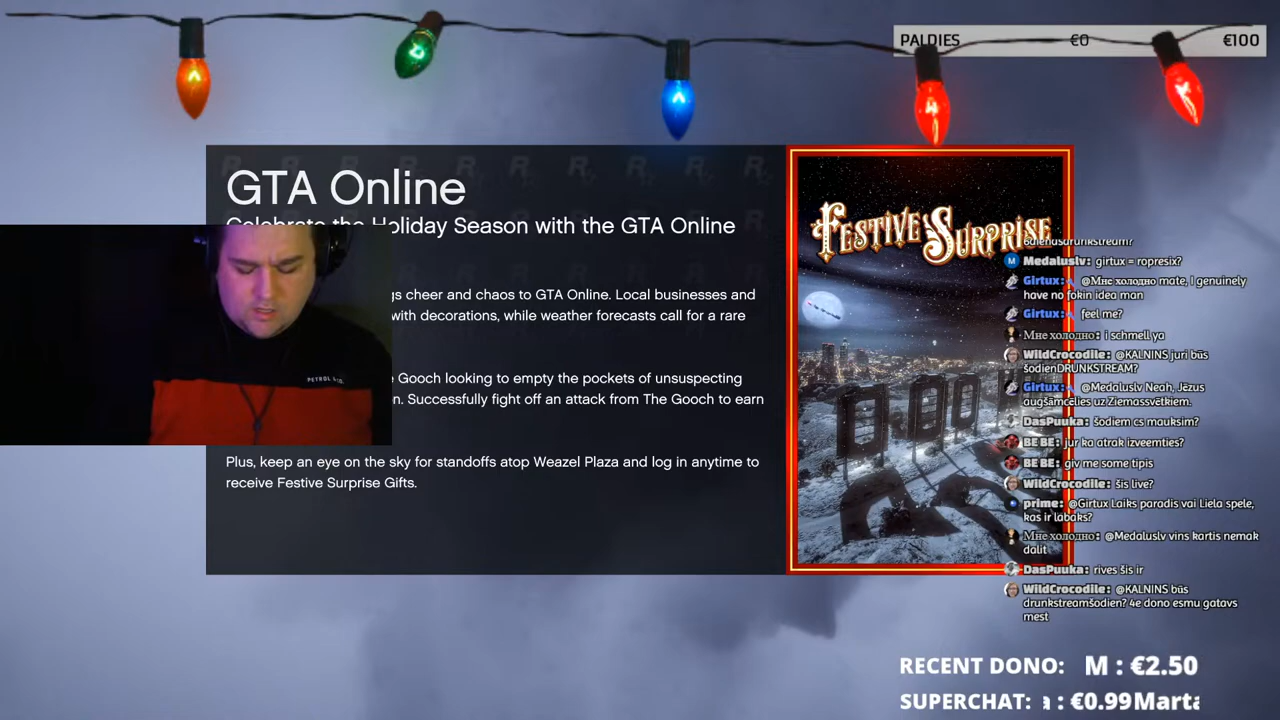 PALDIES €0 €100
GTA Online
Celebrate the Holiday Season with the GTA Online
gs cheer and chaos to GTA Online. Local businesses and
with decorations, while weather forecasts call for a rare
e Gooch looking to empty the pockets of unsuspecting
n. Successfully fight off an attack from The Gooch to earn
Plus, keep an eye on the sky for standoffs atop Weazel Plaza and log in anytime to
receive Festive Surprise Gifts.
FESTIVE SURPRISE
PETROL
Medaluslv: girtux = ropresix?
Girtux: @Мне холодно mate, I genuinely
have no fokin idea man
Girtux: feel me?
Мне холодно: i schmell ya
WildCrocodile: @KALNINS juri būs
šodienDRUNKSTREAM?
Girtux: @Medaluslv Neah, Jēzus
augšāmcēlies uz Ziemassvētkiem.
DasPuuka: šodiem cs mauksim?
BE BE: jur ka atrak izveemties?
BE BE: giv me some tipis
WildCrocodile: šis live?
prime: @Girtux Laiks paradis vai Liela spele,
kas ir labaks?
Мне холодно: @Medaluslv vins kartis nemak
dalit
DasPuuka: rives šis ir
WildCrocodile: @KALNINS būs
drunkstreamšodien? 4e dono esmu gatavs
mest
RECENT DONO: M : €2.50
SUPERCHAT: a : €0.99Marta